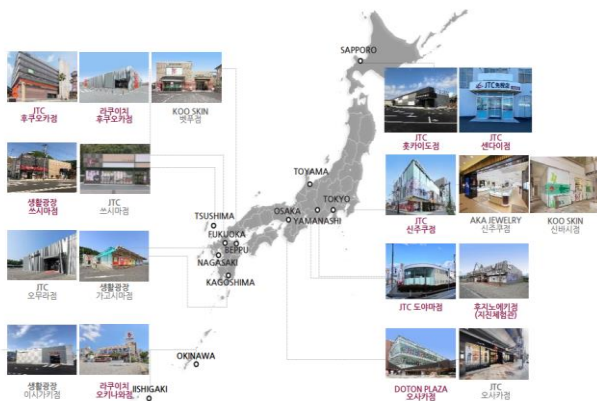 SAPPORO
JTC
후쿠오카점
라쿠이치
후쿠오카점
KOO SKIN
벳푸점
JTC 免税店
JTC
홋카이도점
JTC
센다이점
생활광장
쓰시마점
JTC
쓰시마점
TOYAMA
TOKYO
OSAKA
YAMANASHI
TSUSHIMA
FUKUOKA
BEPPU
NAGASAKI
KAGOSHIMA
JTC
신주쿠점
AKA JEWELRY
신주쿠점
KOO SKIN
신바시점
JTC
오무라점
생활광장
가고시마점
JTC 도야마점
후지노에키점
(지진체험관)
OKINAWA
IISHIGAKI
생활광장
이시가키점
라쿠이치
오키나와점
DOTON PLAZA
오사카점
JTC
오사카점